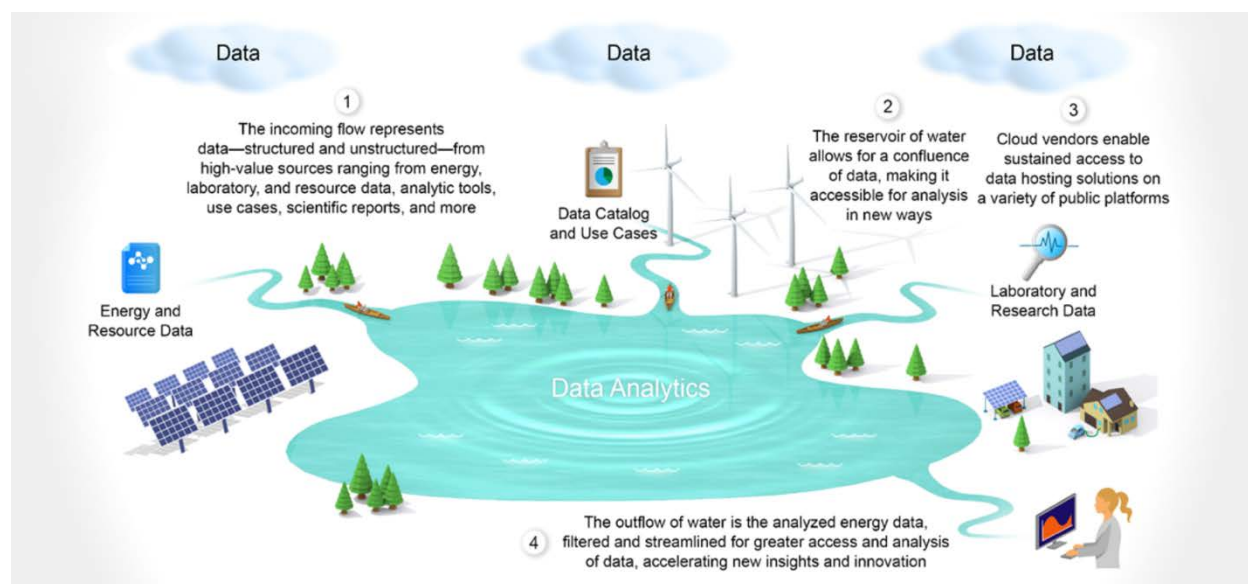 Data
Data
Data
1
The incoming flow represents
data—structured and unstructured—from
high-value sources ranging from energy,
laboratory, and resource data, analytic tools,
use cases, scientific reports, and more
2
The reservoir of water
allows for a confluence
of data, making it
accessible for analysis
in new ways
3
Cloud vendors enable
sustained access to
data hosting solutions on
a variety of public platforms
Data Catalog
and Use Cases
Energy and
Resource Data
Laboratory and
Research Data
Data Analytics
4
The outflow of water is the analyzed energy data,
filtered and streamlined for greater access and analysis
of data, accelerating new insights and innovation